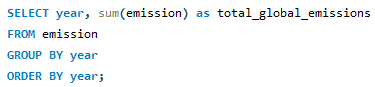 SELECT year, sum(emission) as total_global_emissions
FROM emission
GROUP BY year
ORDER BY year;